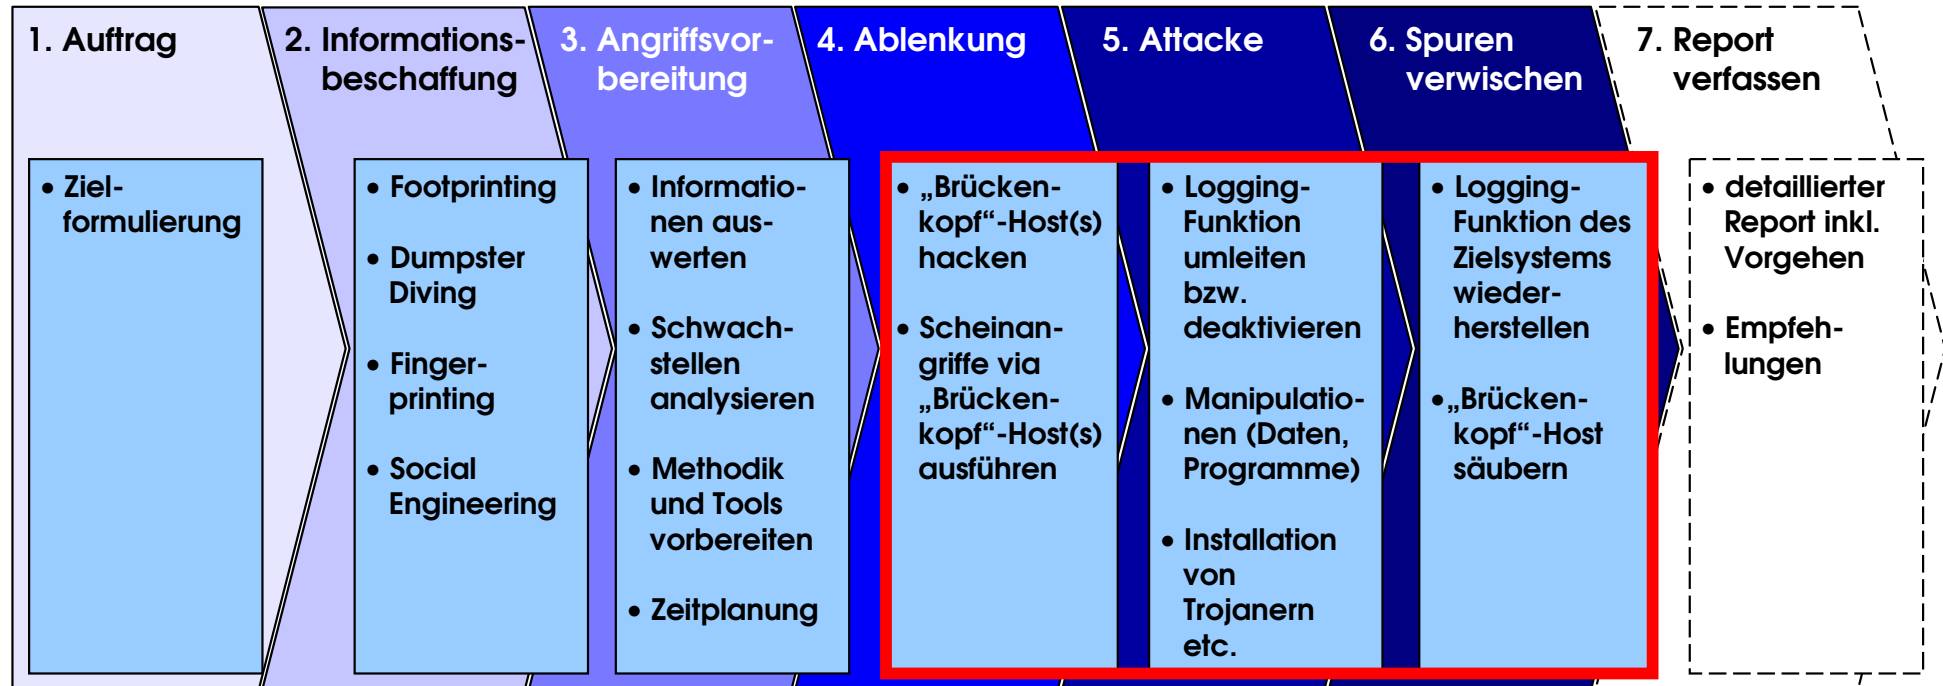 1. Auftrag
• Ziel-
formulierung
2. Informations-
beschaffung
• Footprinting
• Dumpster
Diving
• Finger-
printing
• Social
Engineering
3. Angriffsvor-
bereitung
• Informatio-
nen aus-
werten
• Schwach-
stellen
analysieren
• Methodik
und Tools
vorbereiten
• Zeitplanung
4. Ablenkung
• „Brücken-
kopf“-Host(s)
hacken
• Scheinan-
griffe via
„Brücken-
kopf“-Host(s)
ausführen
5. Attacke
• Logging-
Funktion
umleiten
bzw.
deaktivieren
• Manipulatio-
nen (Daten,
Programme)
• Installation
von
Trojanern
etc.
6. Spuren
verwischen
• Logging-
Funktion des
Zielsystems
wieder-
herstellen
•„Brücken-
kopf“-Host
säubern
7. Report
verfassen
• detaillierter
Report inkl.
Vorgehen
• Empfeh-
lungen